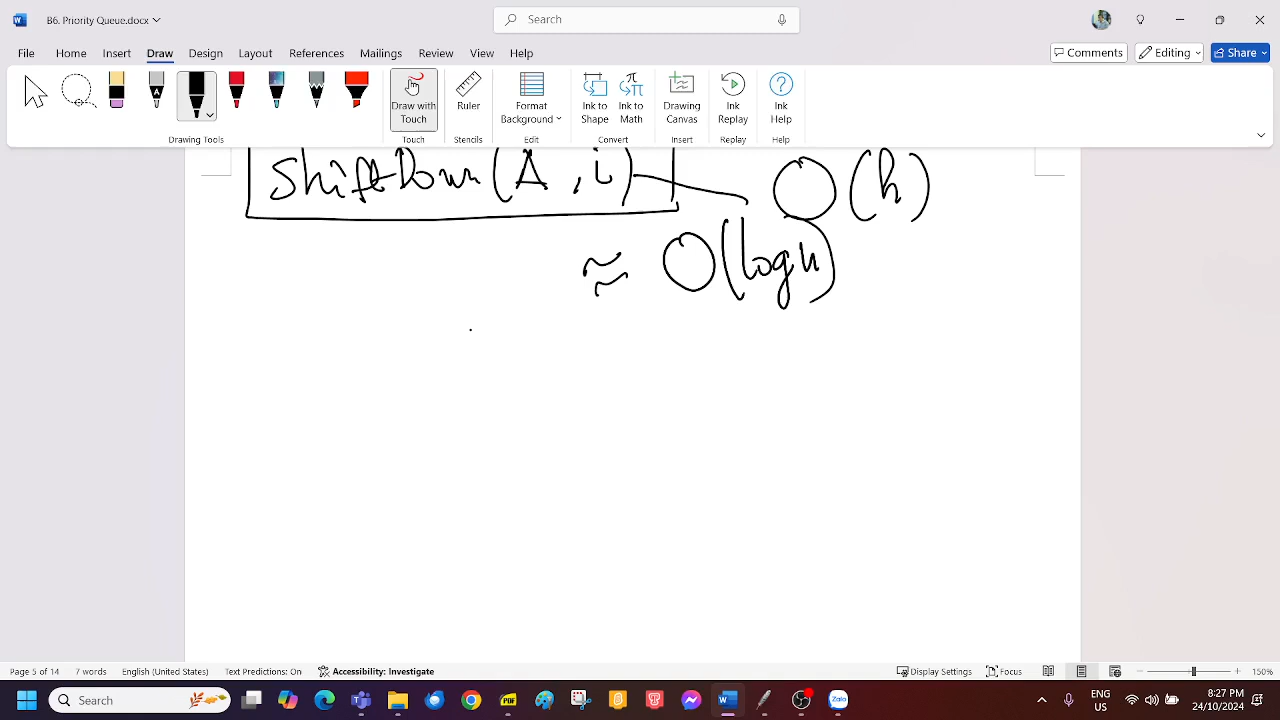 B6. Priority Queue.docx
Search
File Home Insert Draw Design Layout References Mailings Review View Help
Comments Editing Share
Draw with Touch
Ruler
Format Background
Ink to Shape
Ink to Math
Drawing Canvas
Ink Replay
Ink Help
Drawing Tools Touch Stencils Edit Convert Insert Replay Help
ShiftDown(A, i) O(h)
≈ O(log n)
Page 5 of 14 7 words English (United States) Text Predictions: On Accessibility: Investigate Display Settings Focus 150%
Search PDF Zalo ENG 8:27 PM
US 24/10/2024